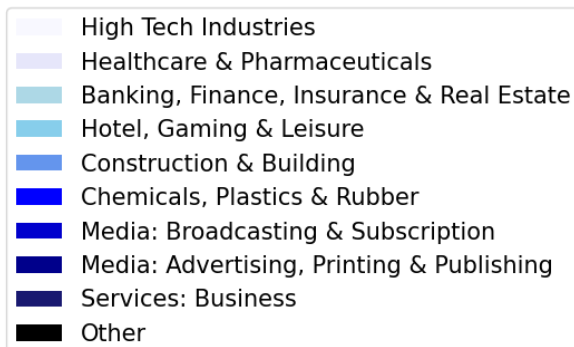 High Tech Industries
Healthcare & Pharmaceuticals
Banking, Finance, Insurance & Real Estate
Hotel, Gaming & Leisure
Construction & Building
Chemicals, Plastics & Rubber
Media: Broadcasting & Subscription
Media: Advertising, Printing & Publishing
Services: Business
Other